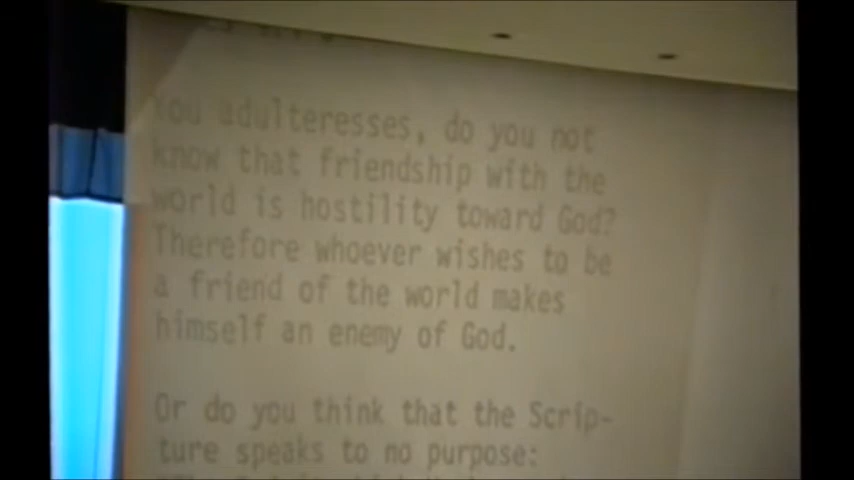 You adulteresses, do you not
know that friendship with the
world is hostility toward God?
Therefore whoever wishes to be
a friend of the world makes
himself an enemy of God.
Or do you think that the Scrip-
ture speaks to no purpose: